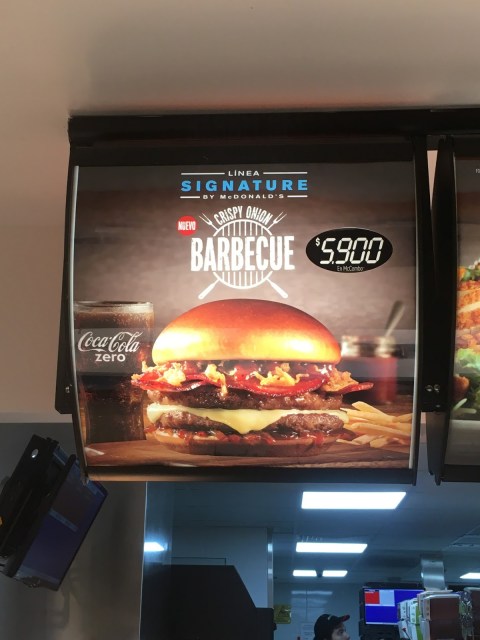 LÍNEA
SIGNATURE
BY McDONALD'S
NUEVO
CRISPY ONION
BARBECUE
$5.900
En McCombo
Coca-Cola
zero